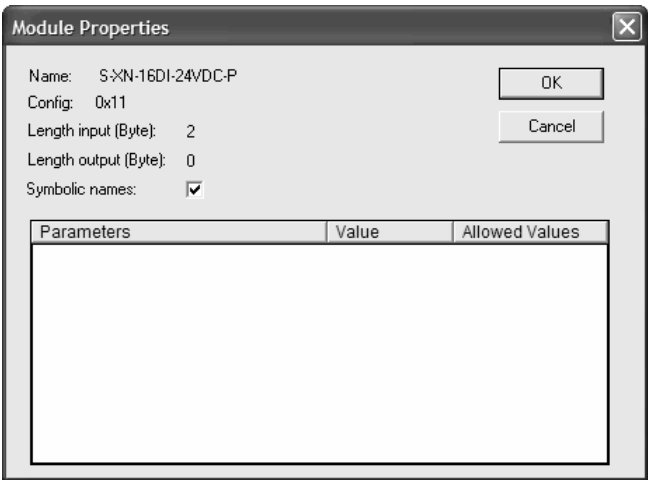 Module Properties
Name: S-XN-16DI-24VDC-P
OK
Config: 0x11
Length input (Byte): 2
Cancel
Length output (Byte): 0
Symbolic names:
Parameters Value Allowed Values